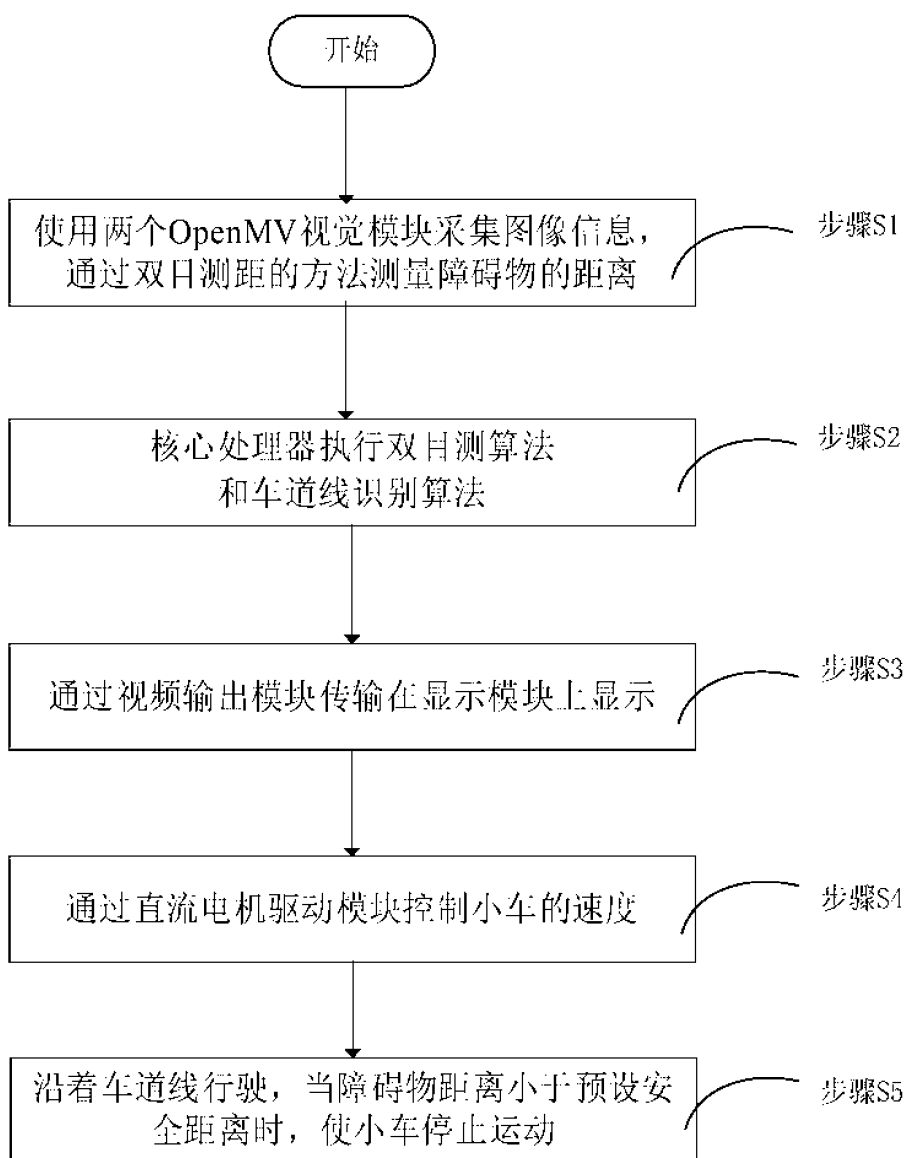 开始
使用两个OpenMV视觉模块采集图像信息，
通过双目测距的方法测量障碍物的距离
步骤S1
核心处理器执行双目测算法
和车道线识别算法
步骤S2
通过视频输出模块传输在显示模块上显示
步骤S3
通过直流电机驱动模块控制小车的速度
步骤S4
沿着车道线行驶，当障碍物距离小于预设安
全距离时，使小车停止运动
步骤S5